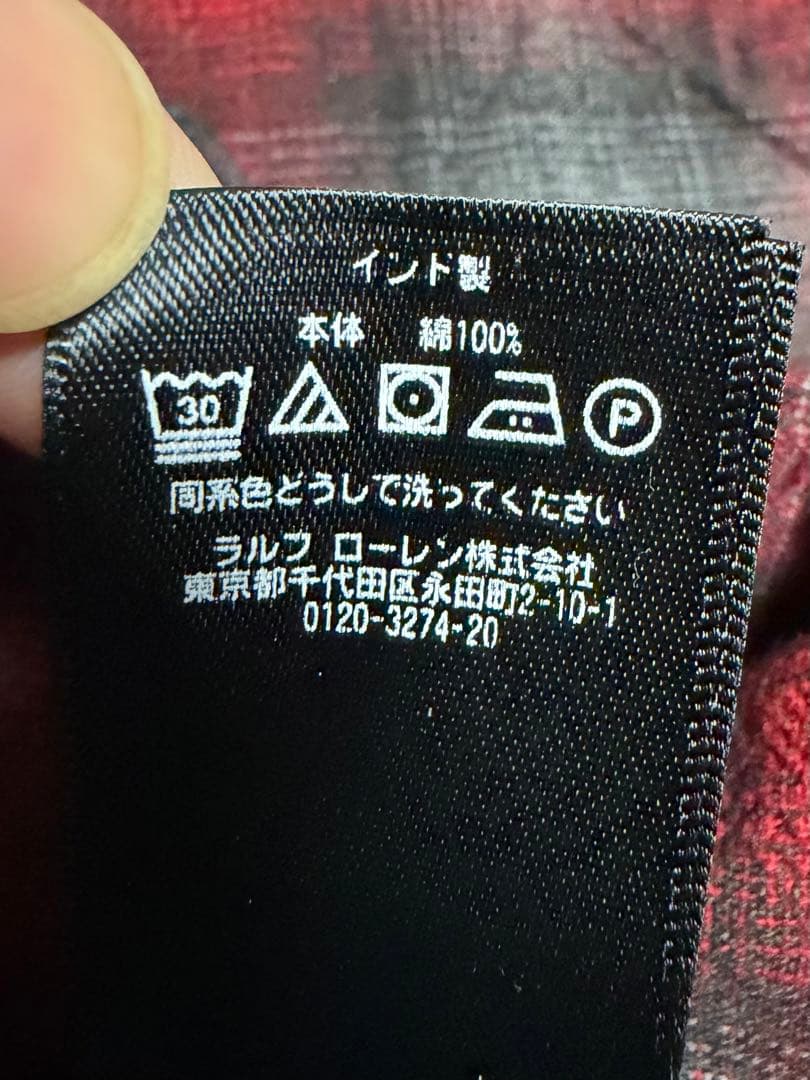 インド製
本体 綿100%
30 P
同系色どうしで洗ってください
ラルフ ローレン株式会社
東京都千代田区永田町2-10-1
0120-3274-20